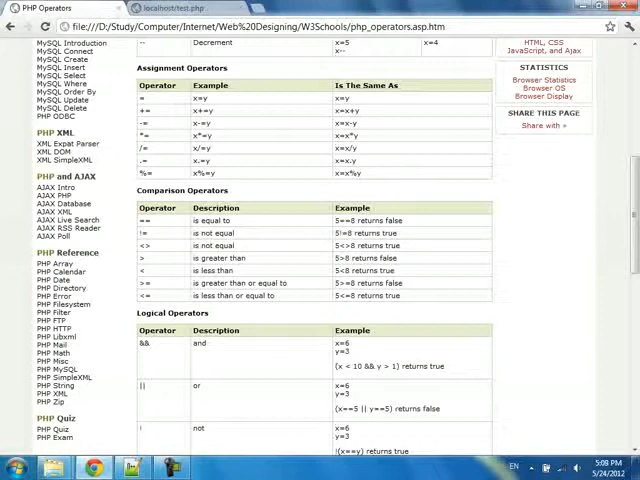 PHP Operators
localhost/test.php
file:///D:/Study/Computer/Internet/Web%20Designing/W3Schools/php_operators.asp.htm
MySQL Introduction
MySQL Connect
MySQL Create
MySQL Insert
MySQL Select
MySQL Where
MySQL Order By
MySQL Update
MySQL Delete
PHP ODBC
PHP XML
XML Expat Parser
XML DOM
XML SimpleXML
PHP and AJAX
AJAX Intro
AJAX PHP
AJAX Database
AJAX XML
AJAX Live Search
AJAX RSS Reader
AJAX Poll
PHP Reference
PHP Array
PHP Calendar
PHP Date
PHP Directory
PHP Error
PHP Filesystem
PHP Filter
PHP FTP
PHP HTTP
PHP Libxml
PHP Mail
PHP Math
PHP Misc
PHP MySQL
PHP SimpleXML
PHP String
PHP XML
PHP Zip
PHP Quiz
PHP Quiz
PHP Exam
-- Decrement x=5 x=4
x--
Assignment Operators
Operator Example Is The Same As
= x=y x=y
+= x+=y x=x+y
-= x-=y x=x-y
*= x*=y x=x*y
/= x/=y x=x/y
.= x.=y x=x.y
%= x%=y x=x%y
Comparison Operators
Operator Description Example
== is equal to 5==8 returns false
!= is not equal 5!=8 returns true
<> is not equal 5<>8 returns true
> is greater than 5>8 returns false
< is less than 5<8 returns true
>= is greater than or equal to 5>=8 returns false
<= is less than or equal to 5<=8 returns true
Logical Operators
Operator Description Example
&& and x=6
y=3
(x < 10 && y > 1) returns true
|| or x=6
y=3
(x==5 || y==5) returns false
! not x=6
y=3
!(x==y) returns true
HTML, CSS
JavaScript, and Ajax
STATISTICS
Browser Statistics
Browser OS
Browser Display
SHARE THIS PAGE
Share with »
EN
5:09 PM
5/24/2012